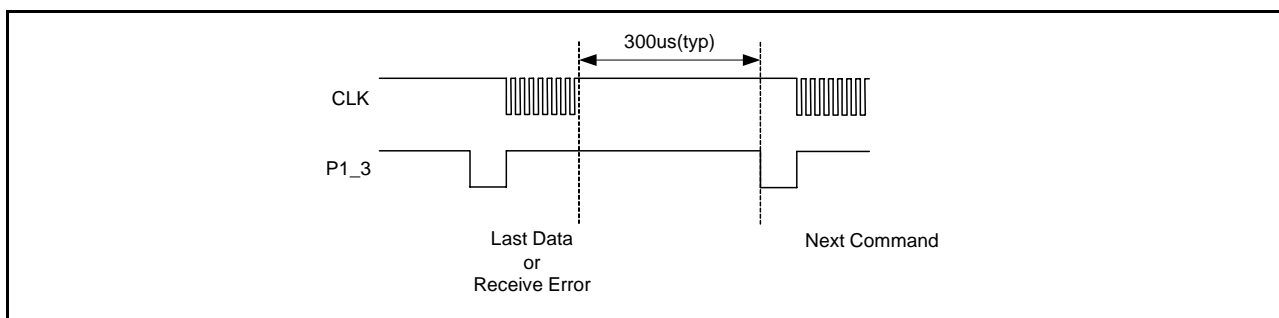 300us(typ)
CLK
P1_3
Last Data
or
Receive Error
Next Command